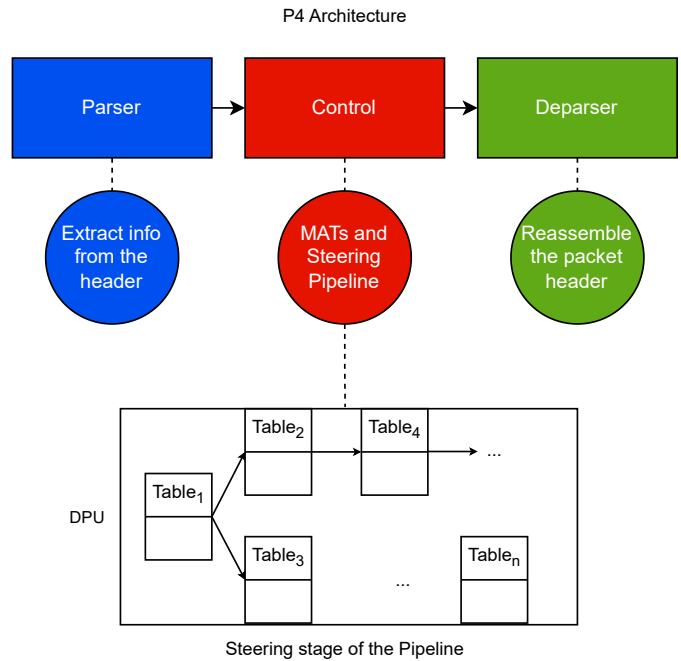 P4 Architecture
Parser
Control
Deparser
Extract info
from the
header
MATs and
Steering
Pipeline
Reassemble
the packet
header
DPU
Table1
Table2
Table4
...
Table3
...
Tablen
Steering stage of the Pipeline